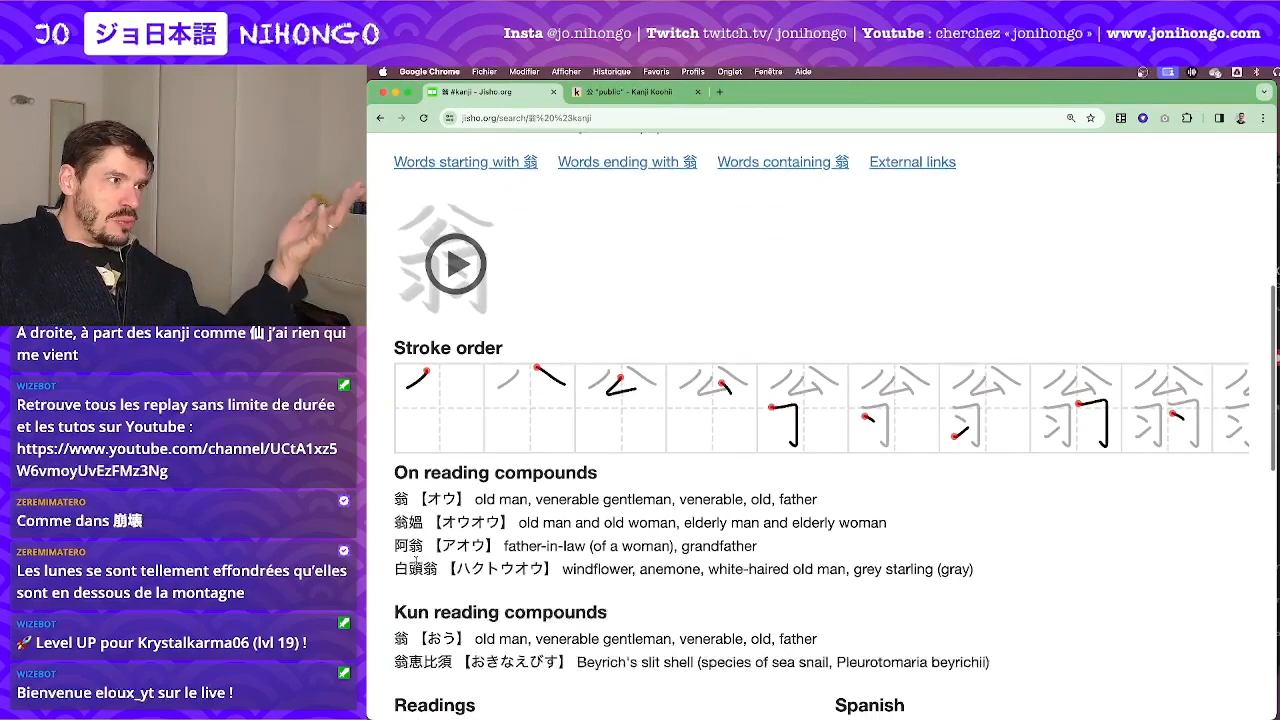 JO ジョ日本語 NIHONGO
Insta @jo.nihongo | Twitch twitch.tv/ jonihongo | Youtube : cherchez « jonihongo » | www.jonihongo.com
Google Chrome Fichier Modifier Afficher Historique Favoris Profils Onglet Fenêtre Aide
翁 #kanji - Jisho.org
公 "public" - Kanji Koohii
jisho.org/search/翁%20%23kanji
Words starting with 翁 Words ending with 翁 Words containing 翁 External links
翁
Stroke order
On reading compounds
翁 【オウ】 old man, venerable gentleman, venerable, old, father
翁媼 【オウオウ】 old man and old woman, elderly man and elderly woman
阿翁 【アオウ】 father-in-law (of a woman), grandfather
白頭翁 【ハクトウオウ】 windflower, anemone, white-haired old man, grey starling (gray)
Kun reading compounds
翁 【おう】 old man, venerable gentleman, venerable, old, father
翁恵比須 【おきなえびす】 Beyrich's slit shell (species of sea snail, Pleurotomaria beyrichii)
Readings
Spanish
A droite, à part des kanji comme 仙 j'ai rien qui
me vient
WIZEBOT
Retrouve tous les replay sans limite de durée
et les tutos sur Youtube :
https://www.youtube.com/channel/UCtA1xz5
W6vmoyUvEzFMz3Ng
ZEREMIMATERO
Comme dans 崩壊
ZEREMIMATERO
Les lunes se sont tellement effondrées qu'elles
sont en dessous de la montagne
WIZEBOT
🚀 Level UP pour Krystalkarma06 (lvl 19) !
WIZEBOT
Bienvenue eloux_yt sur le live !